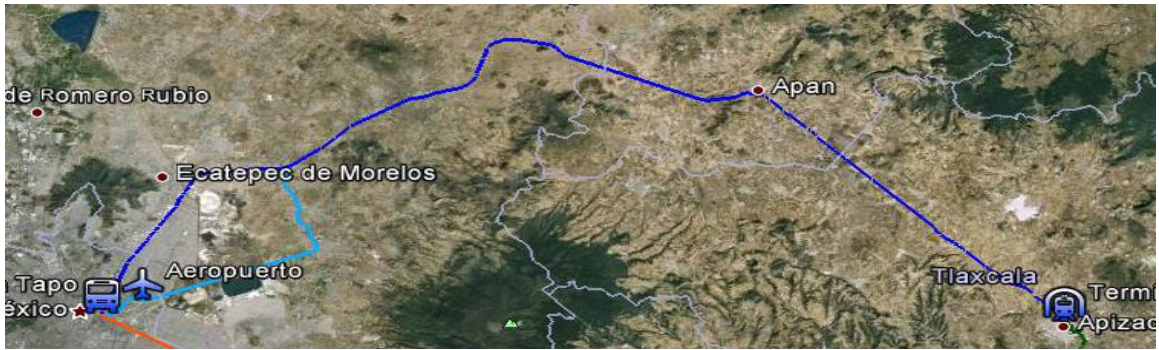 de Romero Rubio
Apan
Ecatepec de Morelos
Aeropuerto
Tapo
éxico
Tlaxcala
Termi
Apizac